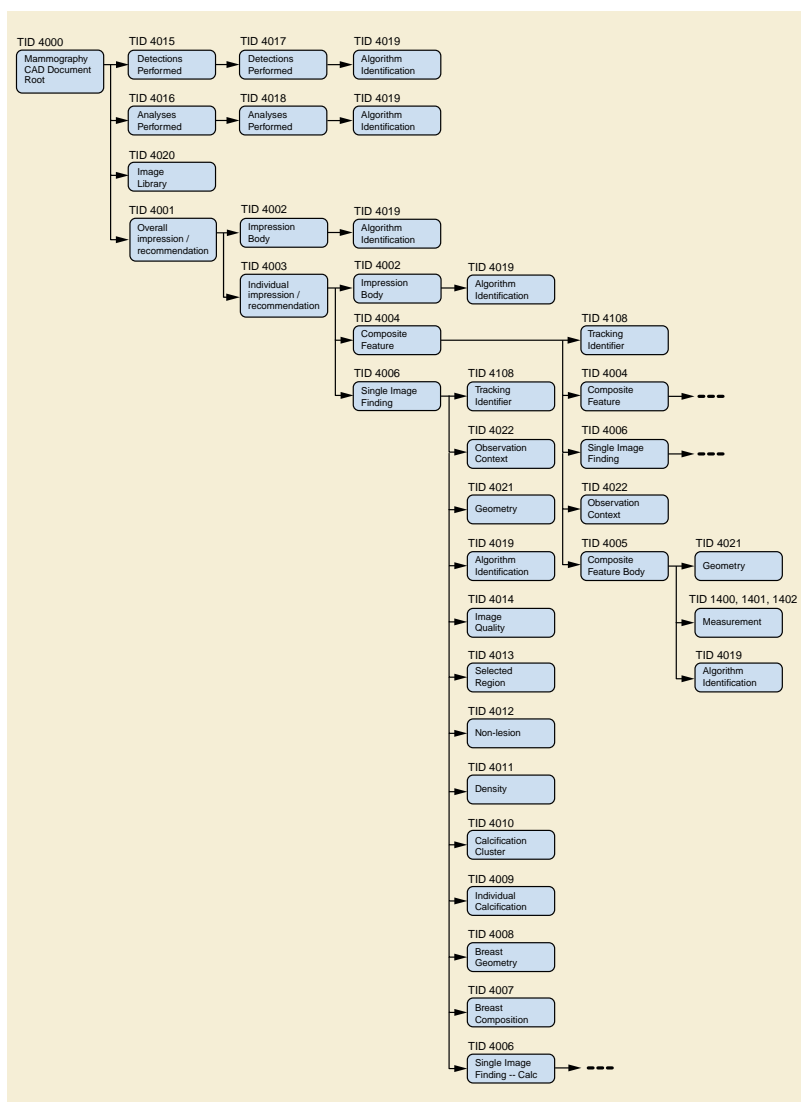 TID 4000
Mammography
CAD Document
Root
TID 4015
Detections
Performed
TID 4017
Detections
Performed
TID 4019
Algorithm
Identification
TID 4016
Analyses
Performed
TID 4018
Analyses
Performed
TID 4019
Algorithm
Identification
TID 4020
Image
Library
TID 4001
Overall
impression /
recommendation
TID 4002
Impression
Body
TID 4019
Algorithm
Identification
TID 4003
Individual
impression /
recommendation
TID 4002
Impression
Body
TID 4019
Algorithm
Identification
TID 4004
Composite
Feature
TID 4108
Tracking
Identifier
TID 4006
Single Image
Finding
TID 4108
Tracking
Identifier
TID 4004
Composite
Feature
TID 4022
Observation
Context
TID 4006
Single Image
Finding
TID 4021
Geometry
TID 4022
Observation
Context
TID 4019
Algorithm
Identification
TID 4005
Composite
Feature Body
TID 4021
Geometry
TID 4014
Image
Quality
TID 1400, 1401, 1402
Measurement
TID 4013
Selected
Region
TID 4019
Algorithm
Identification
TID 4012
Non-lesion
TID 4011
Density
TID 4010
Calcification
Cluster
TID 4009
Individual
Calcification
TID 4008
Breast
Geometry
TID 4007
Breast
Composition
TID 4006
Single Image
Finding -- Calc